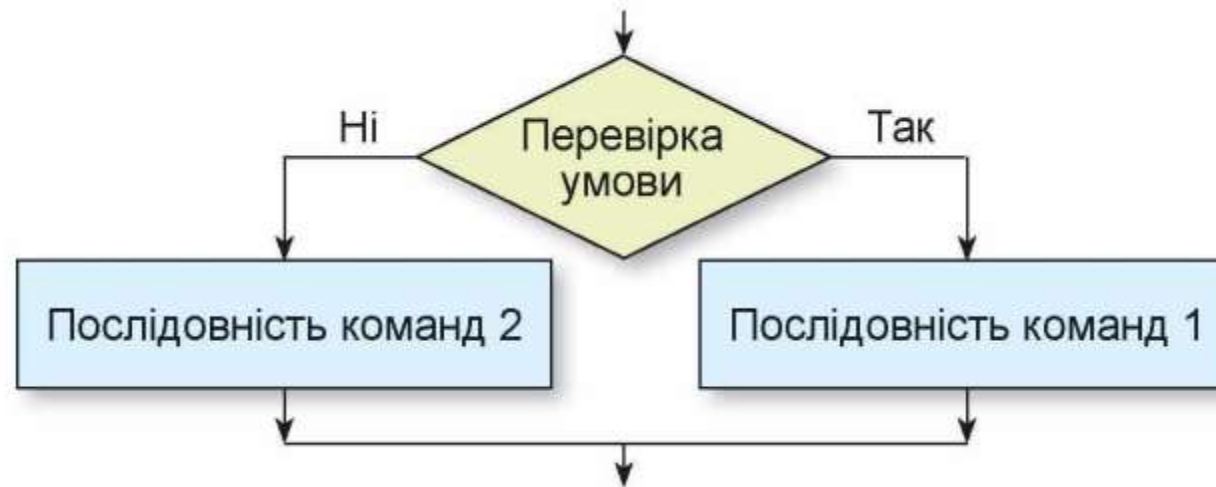 Ні
Так
Перевірка
умови
Послідовність команд 2
Послідовність команд 1